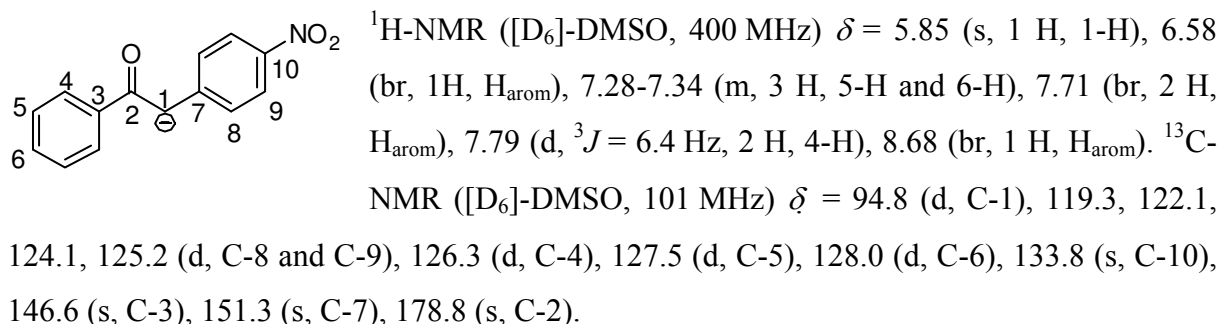 NO₂
10
O
4
1
5
3
2
7
9
8
6
⊖
¹H-NMR ([D₆]-DMSO, 400 MHz) δ = 5.85 (s, 1 H, 1-H), 6.58
(br, 1H, Hₐᵣₒₘ), 7.28-7.34 (m, 3 H, 5-H and 6-H), 7.71 (br, 2 H,
Hₐᵣₒₘ), 7.79 (d, ³J = 6.4 Hz, 2 H, 4-H), 8.68 (br, 1 H, Hₐᵣₒₘ). ¹³C-
NMR ([D₆]-DMSO, 101 MHz) δ̣ = 94.8 (d, C-1), 119.3, 122.1,
124.1, 125.2 (d, C-8 and C-9), 126.3 (d, C-4), 127.5 (d, C-5), 128.0 (d, C-6), 133.8 (s, C-10),
146.6 (s, C-3), 151.3 (s, C-7), 178.8 (s, C-2).